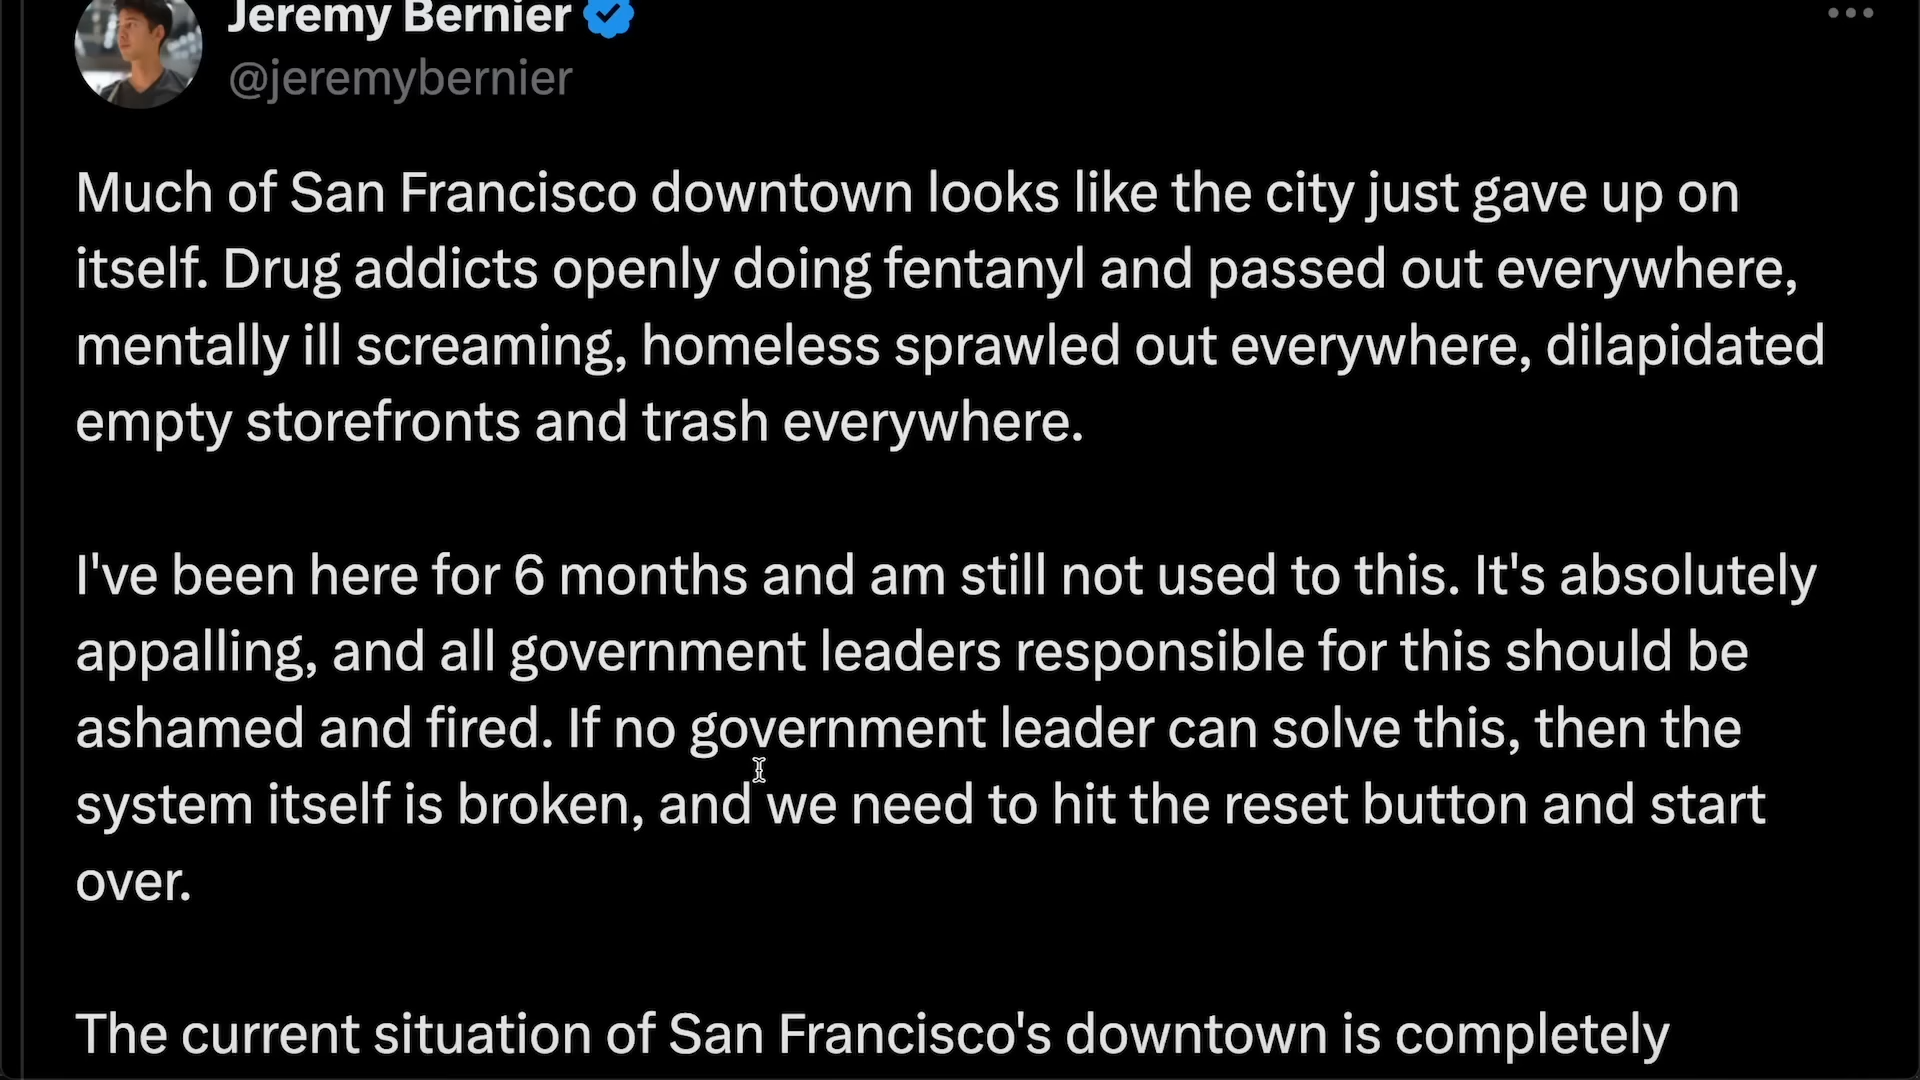 Jeremy Bernier
@jeremybernier
Much of San Francisco downtown looks like the city just gave up on
itself. Drug addicts openly doing fentanyl and passed out everywhere,
mentally ill screaming, homeless sprawled out everywhere, dilapidated
empty storefronts and trash everywhere.
I've been here for 6 months and am still not used to this. It's absolutely
appalling, and all government leaders responsible for this should be
ashamed and fired. If no government leader can solve this, then the
system itself is broken, and we need to hit the reset button and start
over.
The current situation of San Francisco's downtown is completely